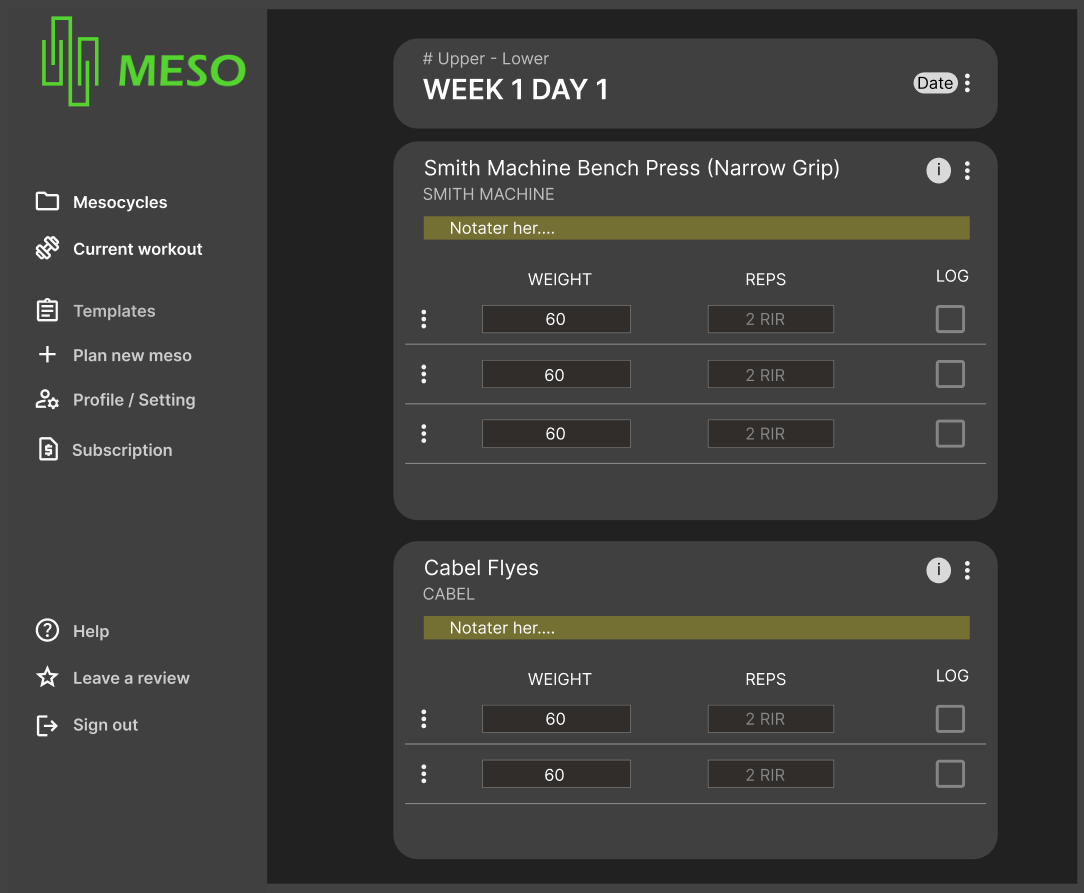 MESO
Mesocycles
Current workout
Templates
Plan new meso
Profile / Setting
Subscription
Help
Leave a review
Sign out
# Upper - Lower
WEEK 1 DAY 1
Date
Smith Machine Bench Press (Narrow Grip)
i
SMITH MACHINE
Notater her....
WEIGHT REPS LOG
60 2 RIR
60 2 RIR
60 2 RIR
Cabel Flyes
i
CABEL
Notater her....
WEIGHT REPS LOG
60 2 RIR
60 2 RIR